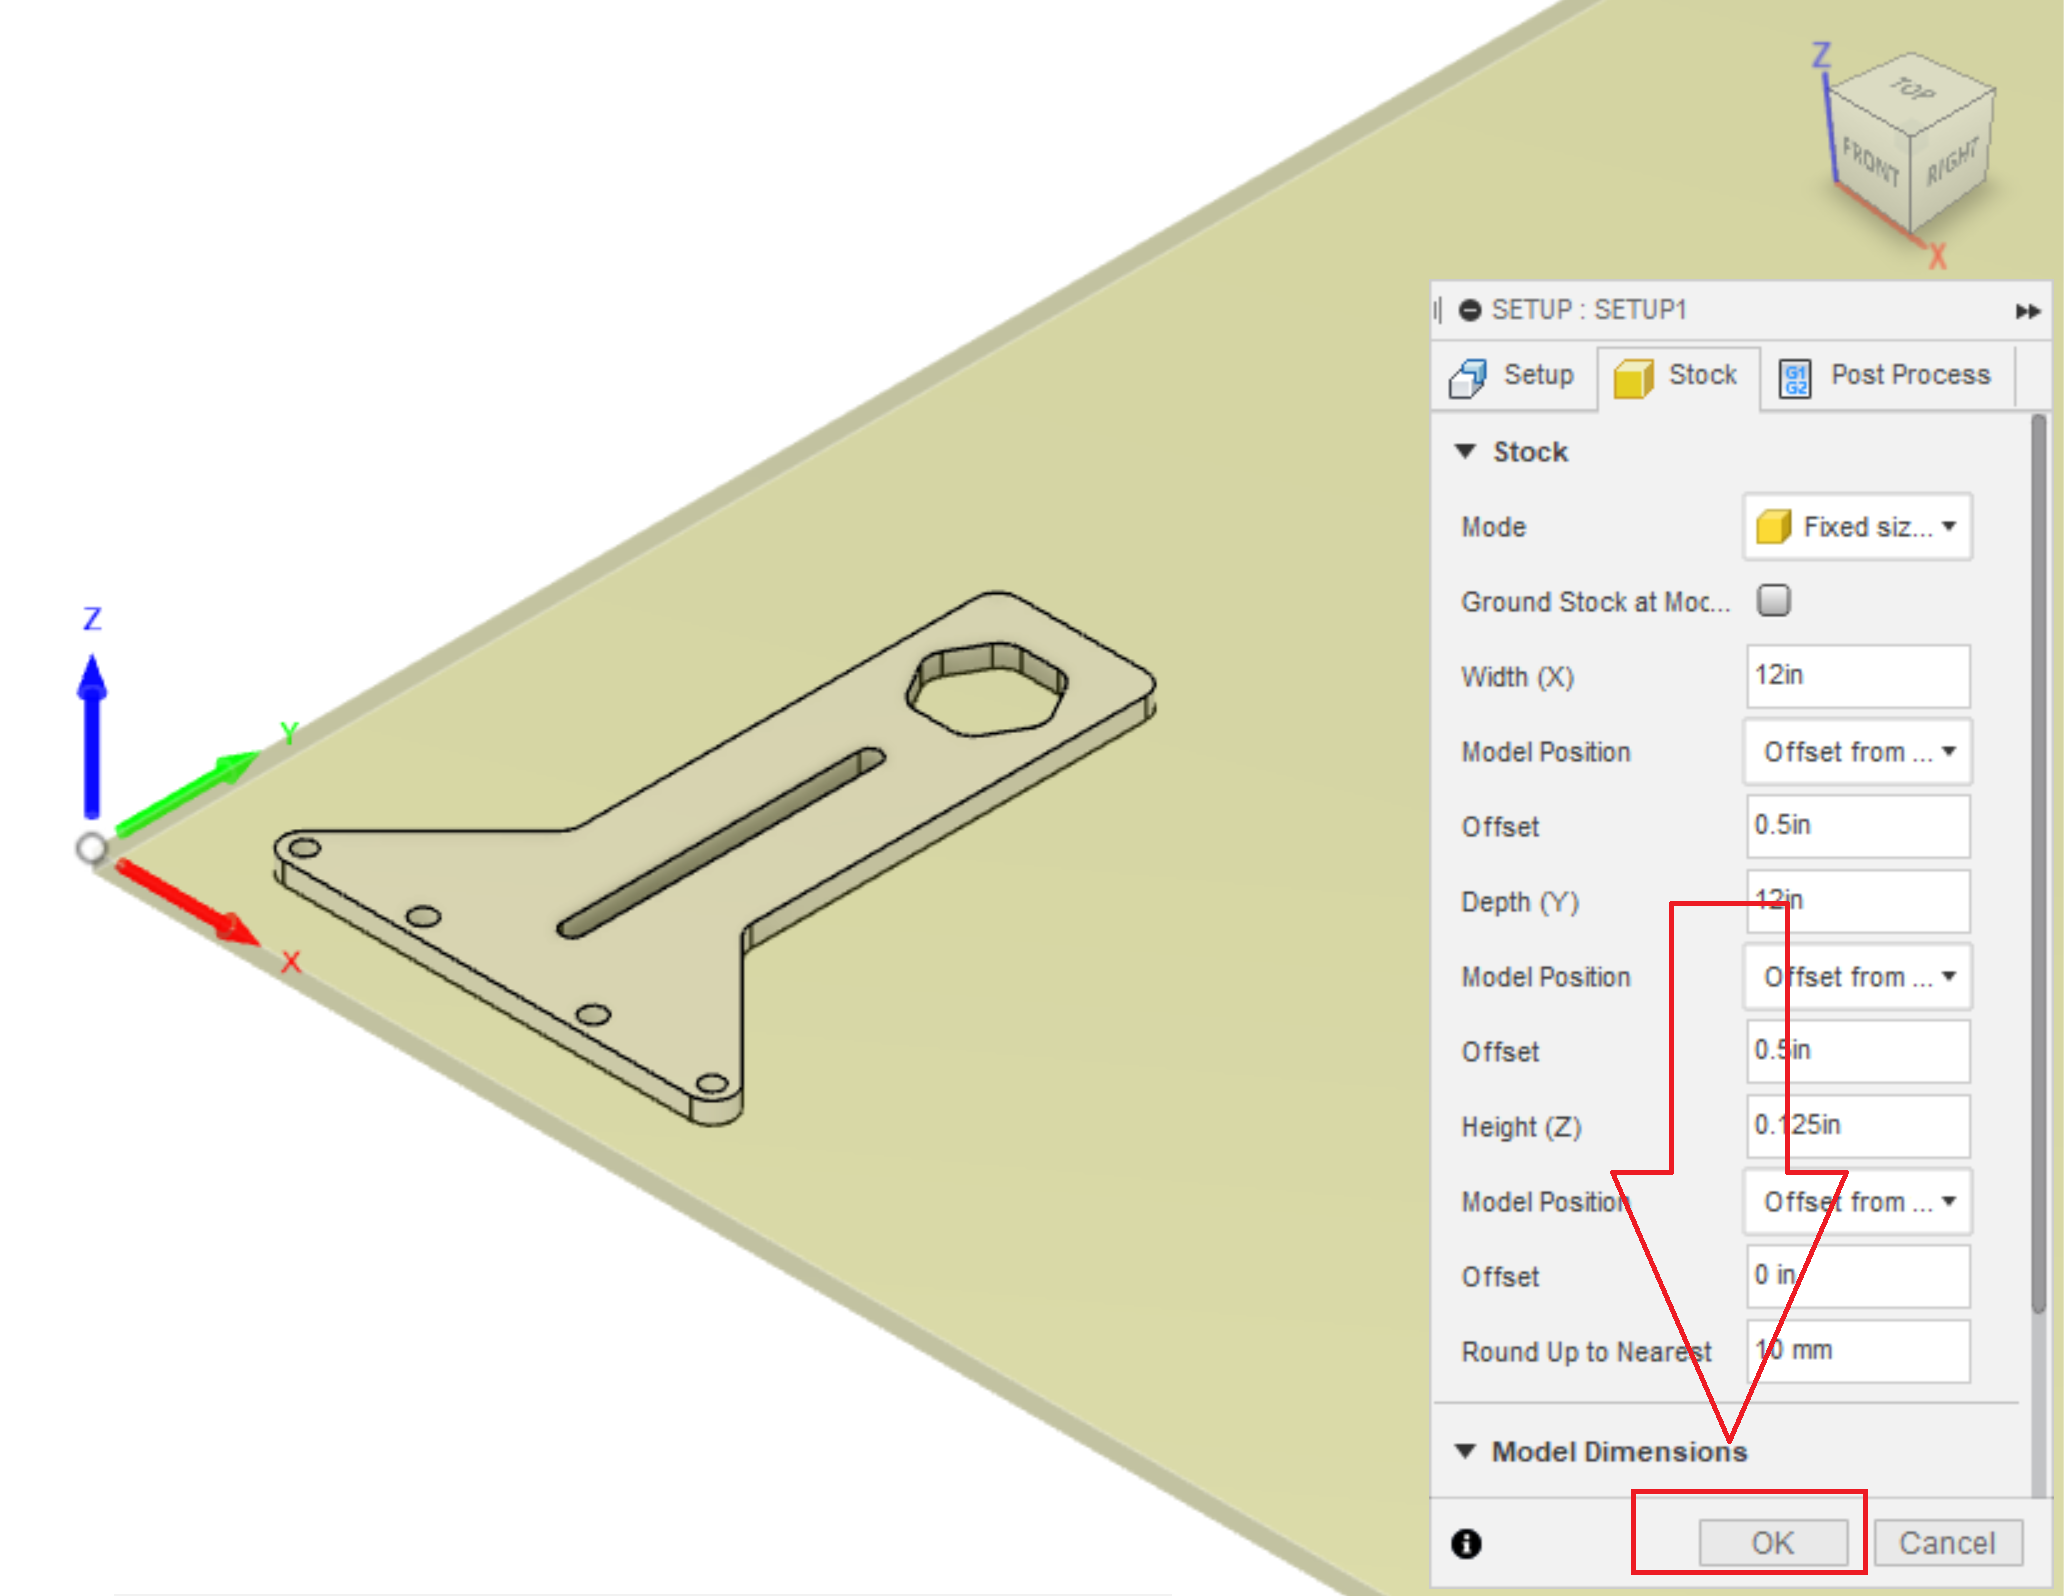 Z
TOP
FRONT
RIGHT
X
SETUP : SETUP1
Setup
Stock
G1
G2
Post Process
Stock
Mode
Fixed siz...
Ground Stock at Moc...
Width (X)
12in
Model Position
Offset from ...
Offset
0.5in
Depth (Y)
12in
Model Position
Offset from ...
Offset
0.5in
Height (Z)
0.125in
Model Position
Offset from ...
Offset
0 in
Round Up to Nearest
10 mm
Model Dimensions
OK
Cancel
Z
Y
X